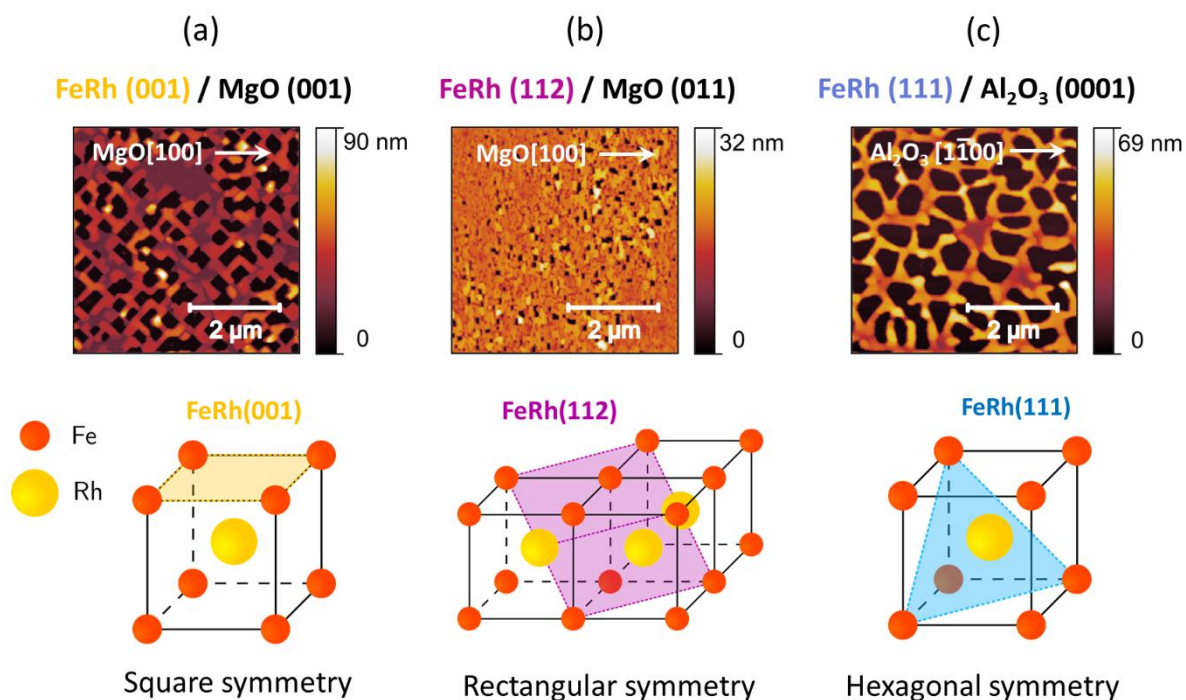 (a)
(b)
(c)
FeRh (001) / MgO (001)
FeRh (112) / MgO (011)
FeRh (111) / Al₂O₃ (0001)
MgO[100]
90 nm
2 µm
0
MgO[100]
32 nm
2 µm
0
Al₂O₃ [11̅00]
69 nm
2 µm
0
FeRh(001)
FeRh(112)
FeRh(111)
Fe
Rh
Square symmetry
Rectangular symmetry
Hexagonal symmetry